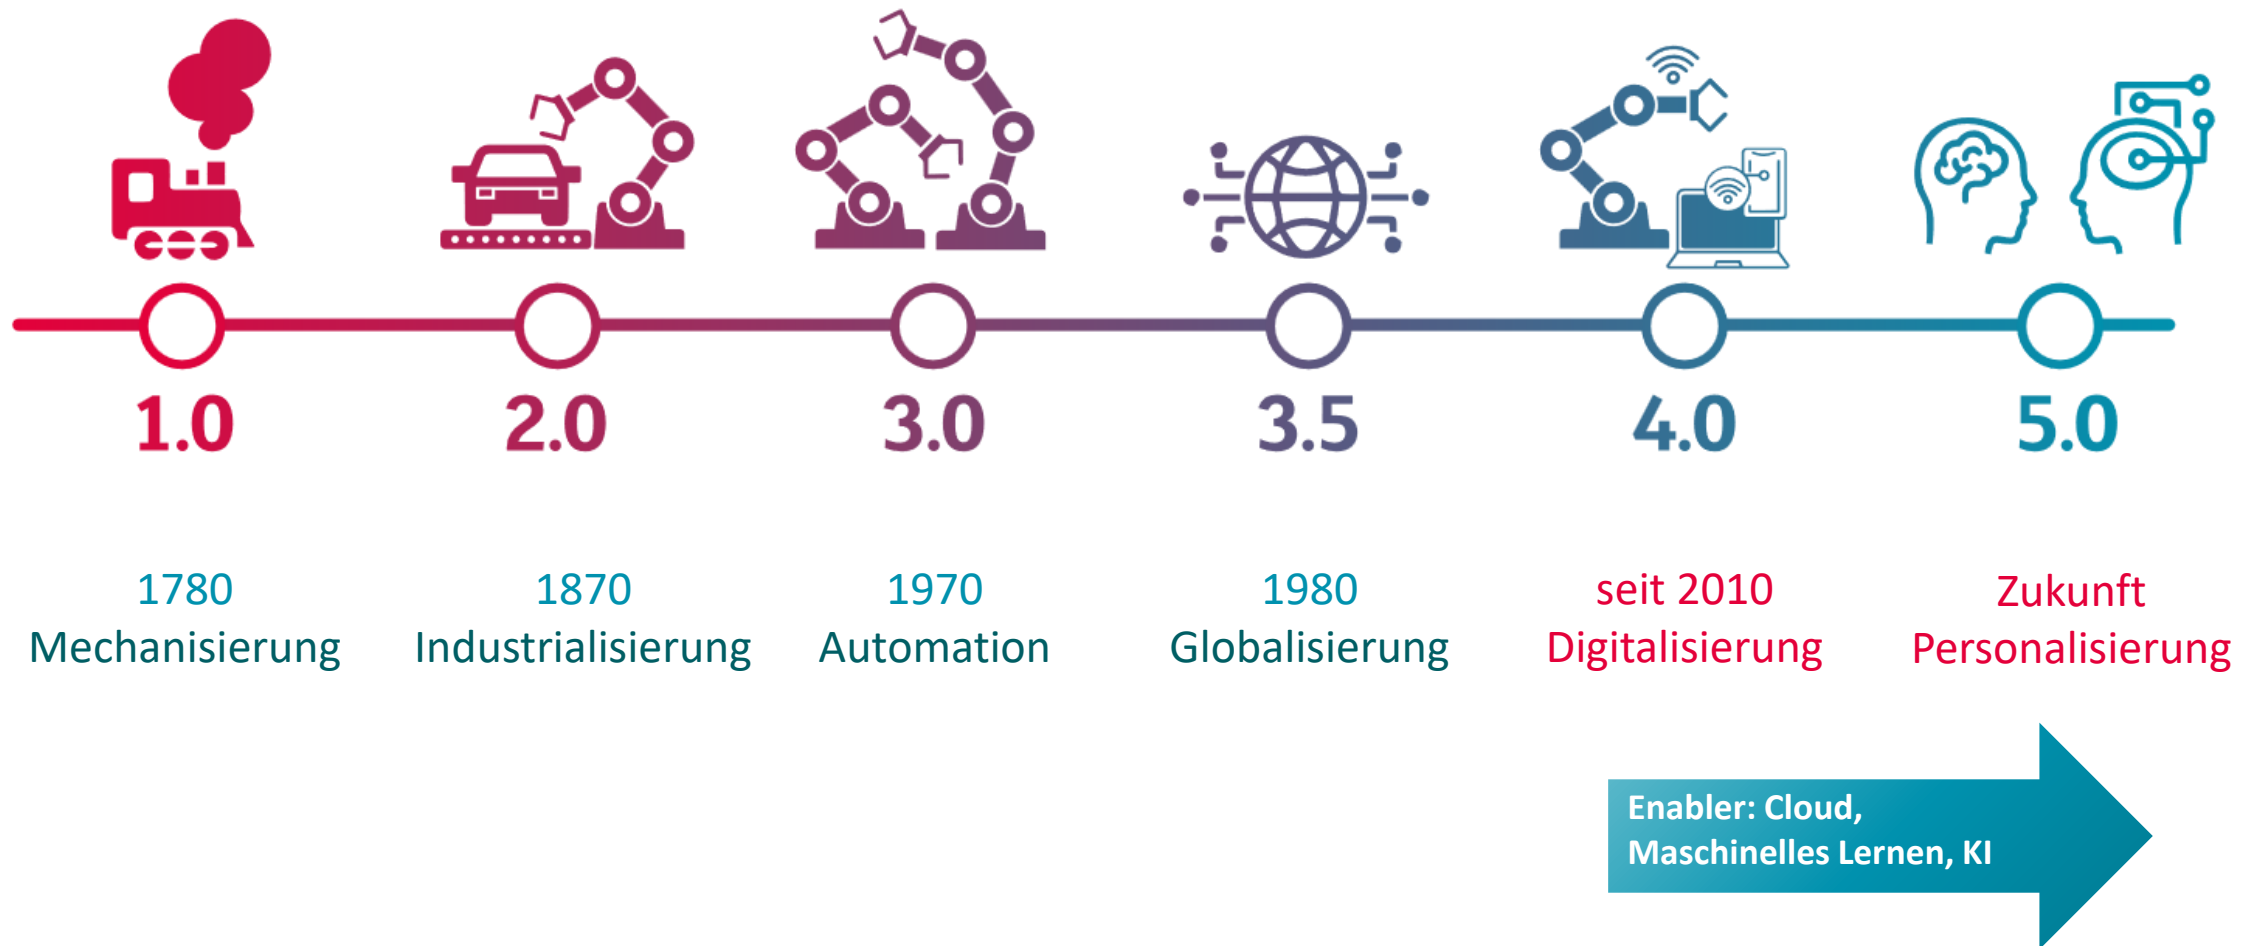 1.0
2.0
3.0
3.5
4.0
5.0
1780
Mechanisierung
1870
Industrialisierung
1970
Automation
1980
Globalisierung
seit 2010
Digitalisierung
Zukunft
Personalisierung
Enabler: Cloud,
Maschinelles Lernen, KI